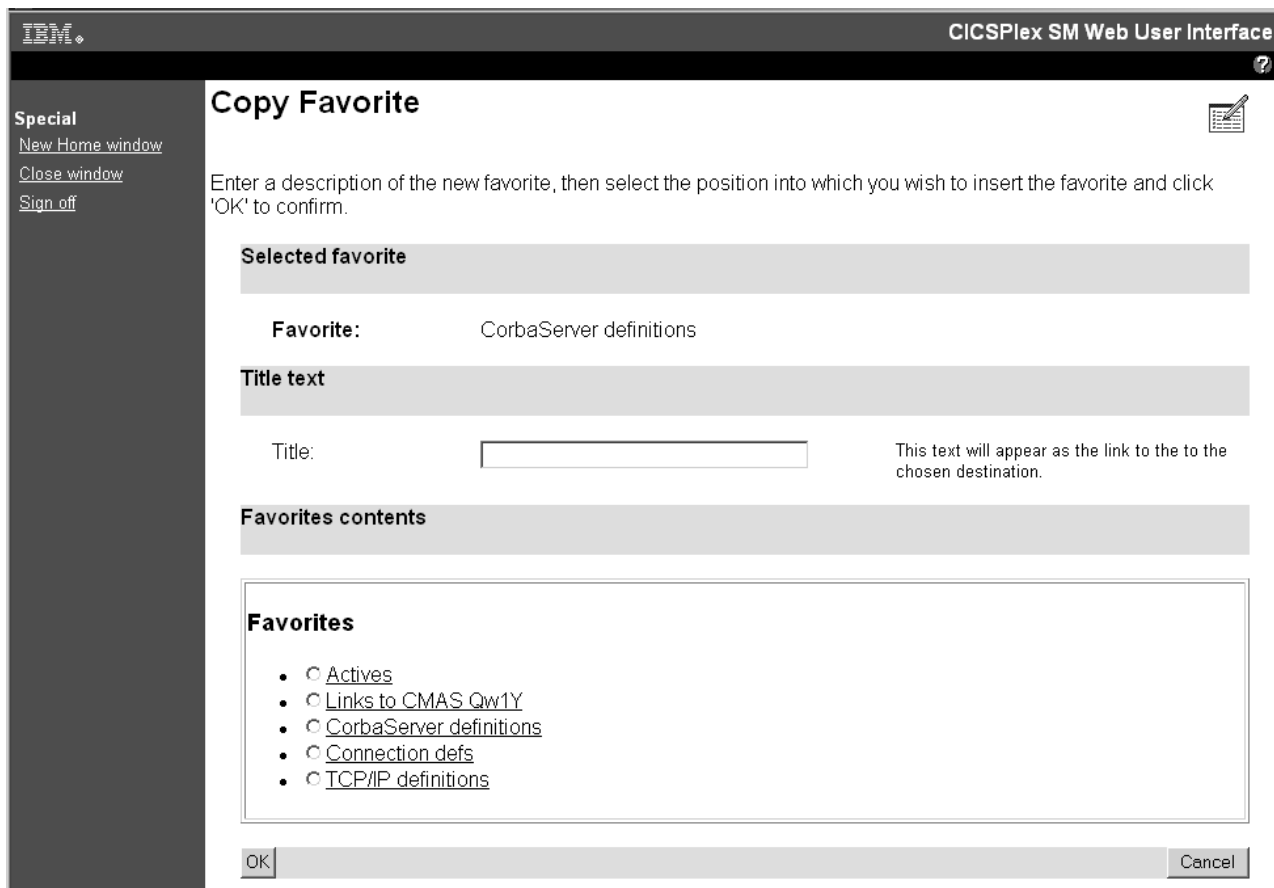 IBM.
CICSPlex SM Web User Interface
?
Special
New Home window
Close window
Sign off
Copy Favorite
Enter a description of the new favorite, then select the position into which you wish to insert the favorite and click
'OK' to confirm.
Selected favorite
Favorite: CorbaServer definitions
Title text
Title:
This text will appear as the link to the to the
chosen destination.
Favorites contents
Favorites
• Actives
• Links to CMAS Qw1Y
• CorbaServer definitions
• Connection defs
• TCP/IP definitions
OK
Cancel